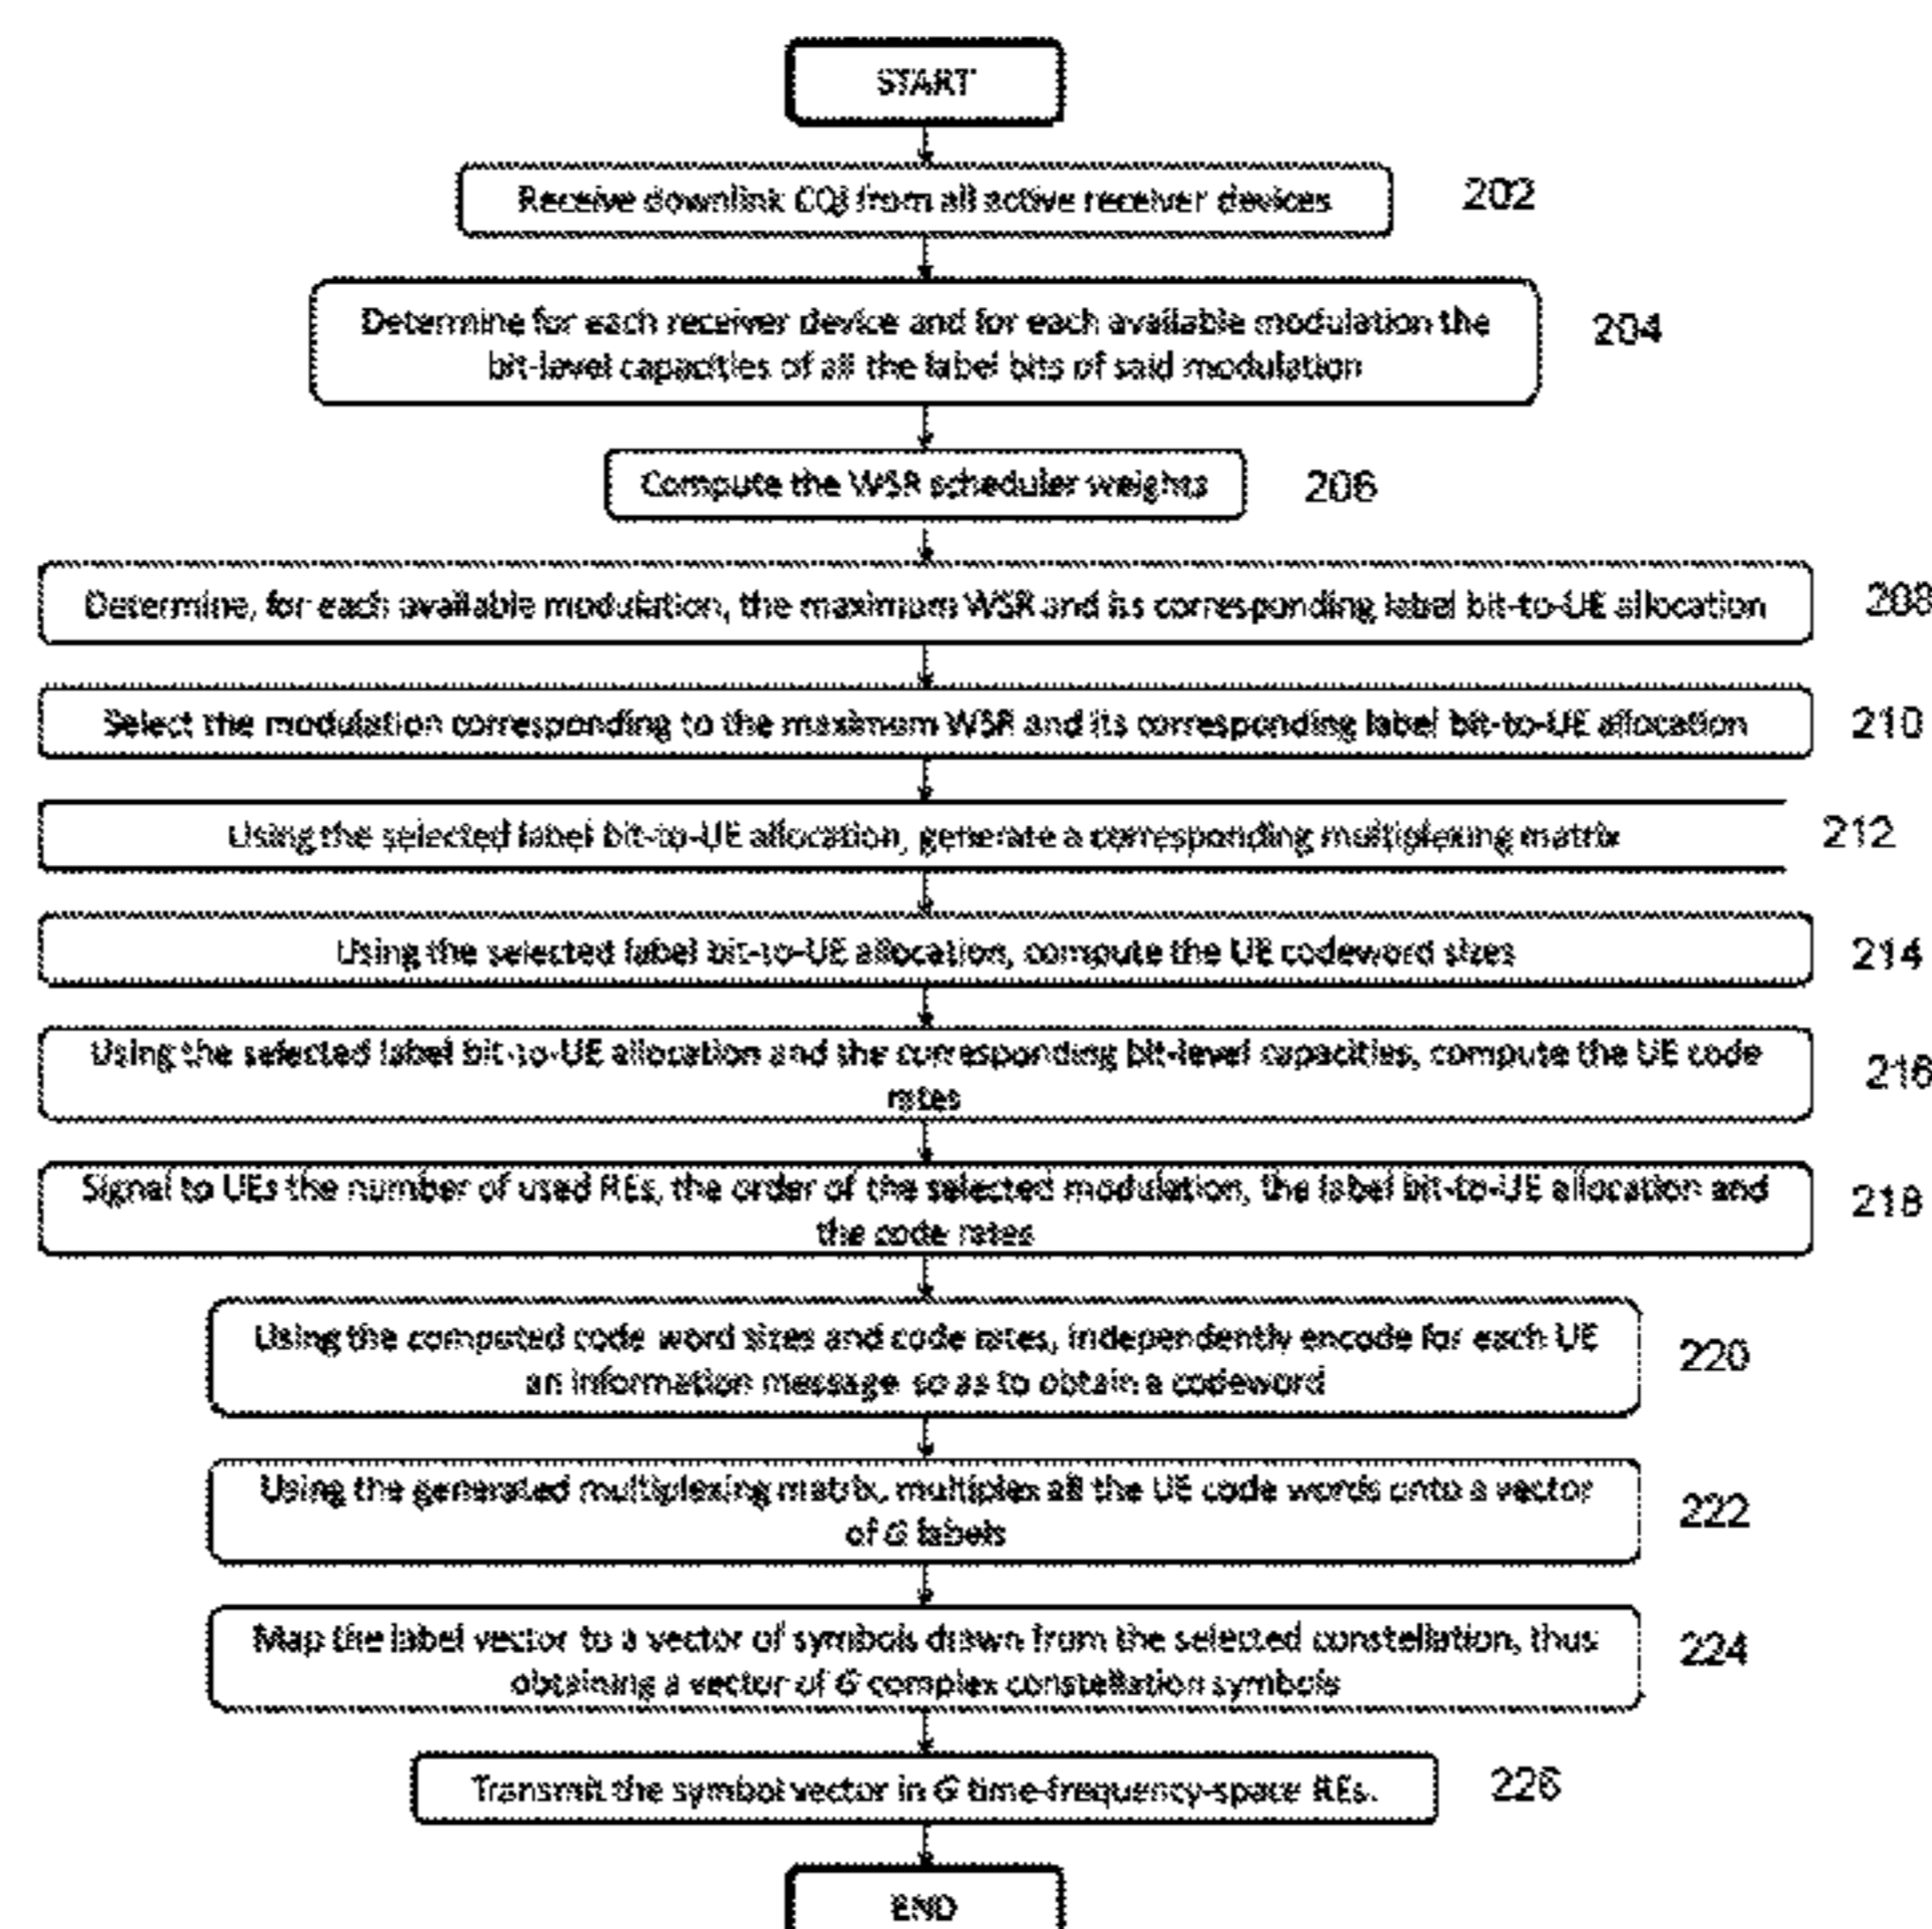 START
Receive downlink CQI from all active receiver devices
202
Determine for each receiver device and for each available modulation the
bit-level capacities of all the label bits of said modulation
204
Compute the WSR scheduler weights
206
Determine, for each available modulation, the maximum WSR and its corresponding label bit-to-UE allocation
208
Select the modulation corresponding to the maximum WSR and its corresponding label bit-to-UE allocation
210
Using the selected label bit-to-UE allocation, generate a corresponding multiplexing matrix
212
Using the selected label bit-to-UE allocation, compute the UE codeword sizes
214
Using the selected label bit-to-UE allocation and the corresponding bit-level capacities, compute the UE code
rates
216
Signal to UEs the number of used REs, the order of the selected modulation, the label bit-to-UE allocation and
the code rates
218
Using the computed code word sizes and code rates, independently encode for each UE
an information message so as to obtain a codeword
220
Using the generated multiplexing matrix, multiplex all the UE code words onto a vector
of G labels
222
Map the label vector to a vector of symbols drawn from the selected constellation, thus
obtaining a vector of G complex constellation symbols
224
Transmit the symbol vector in G time-frequency-space REs.
226
END